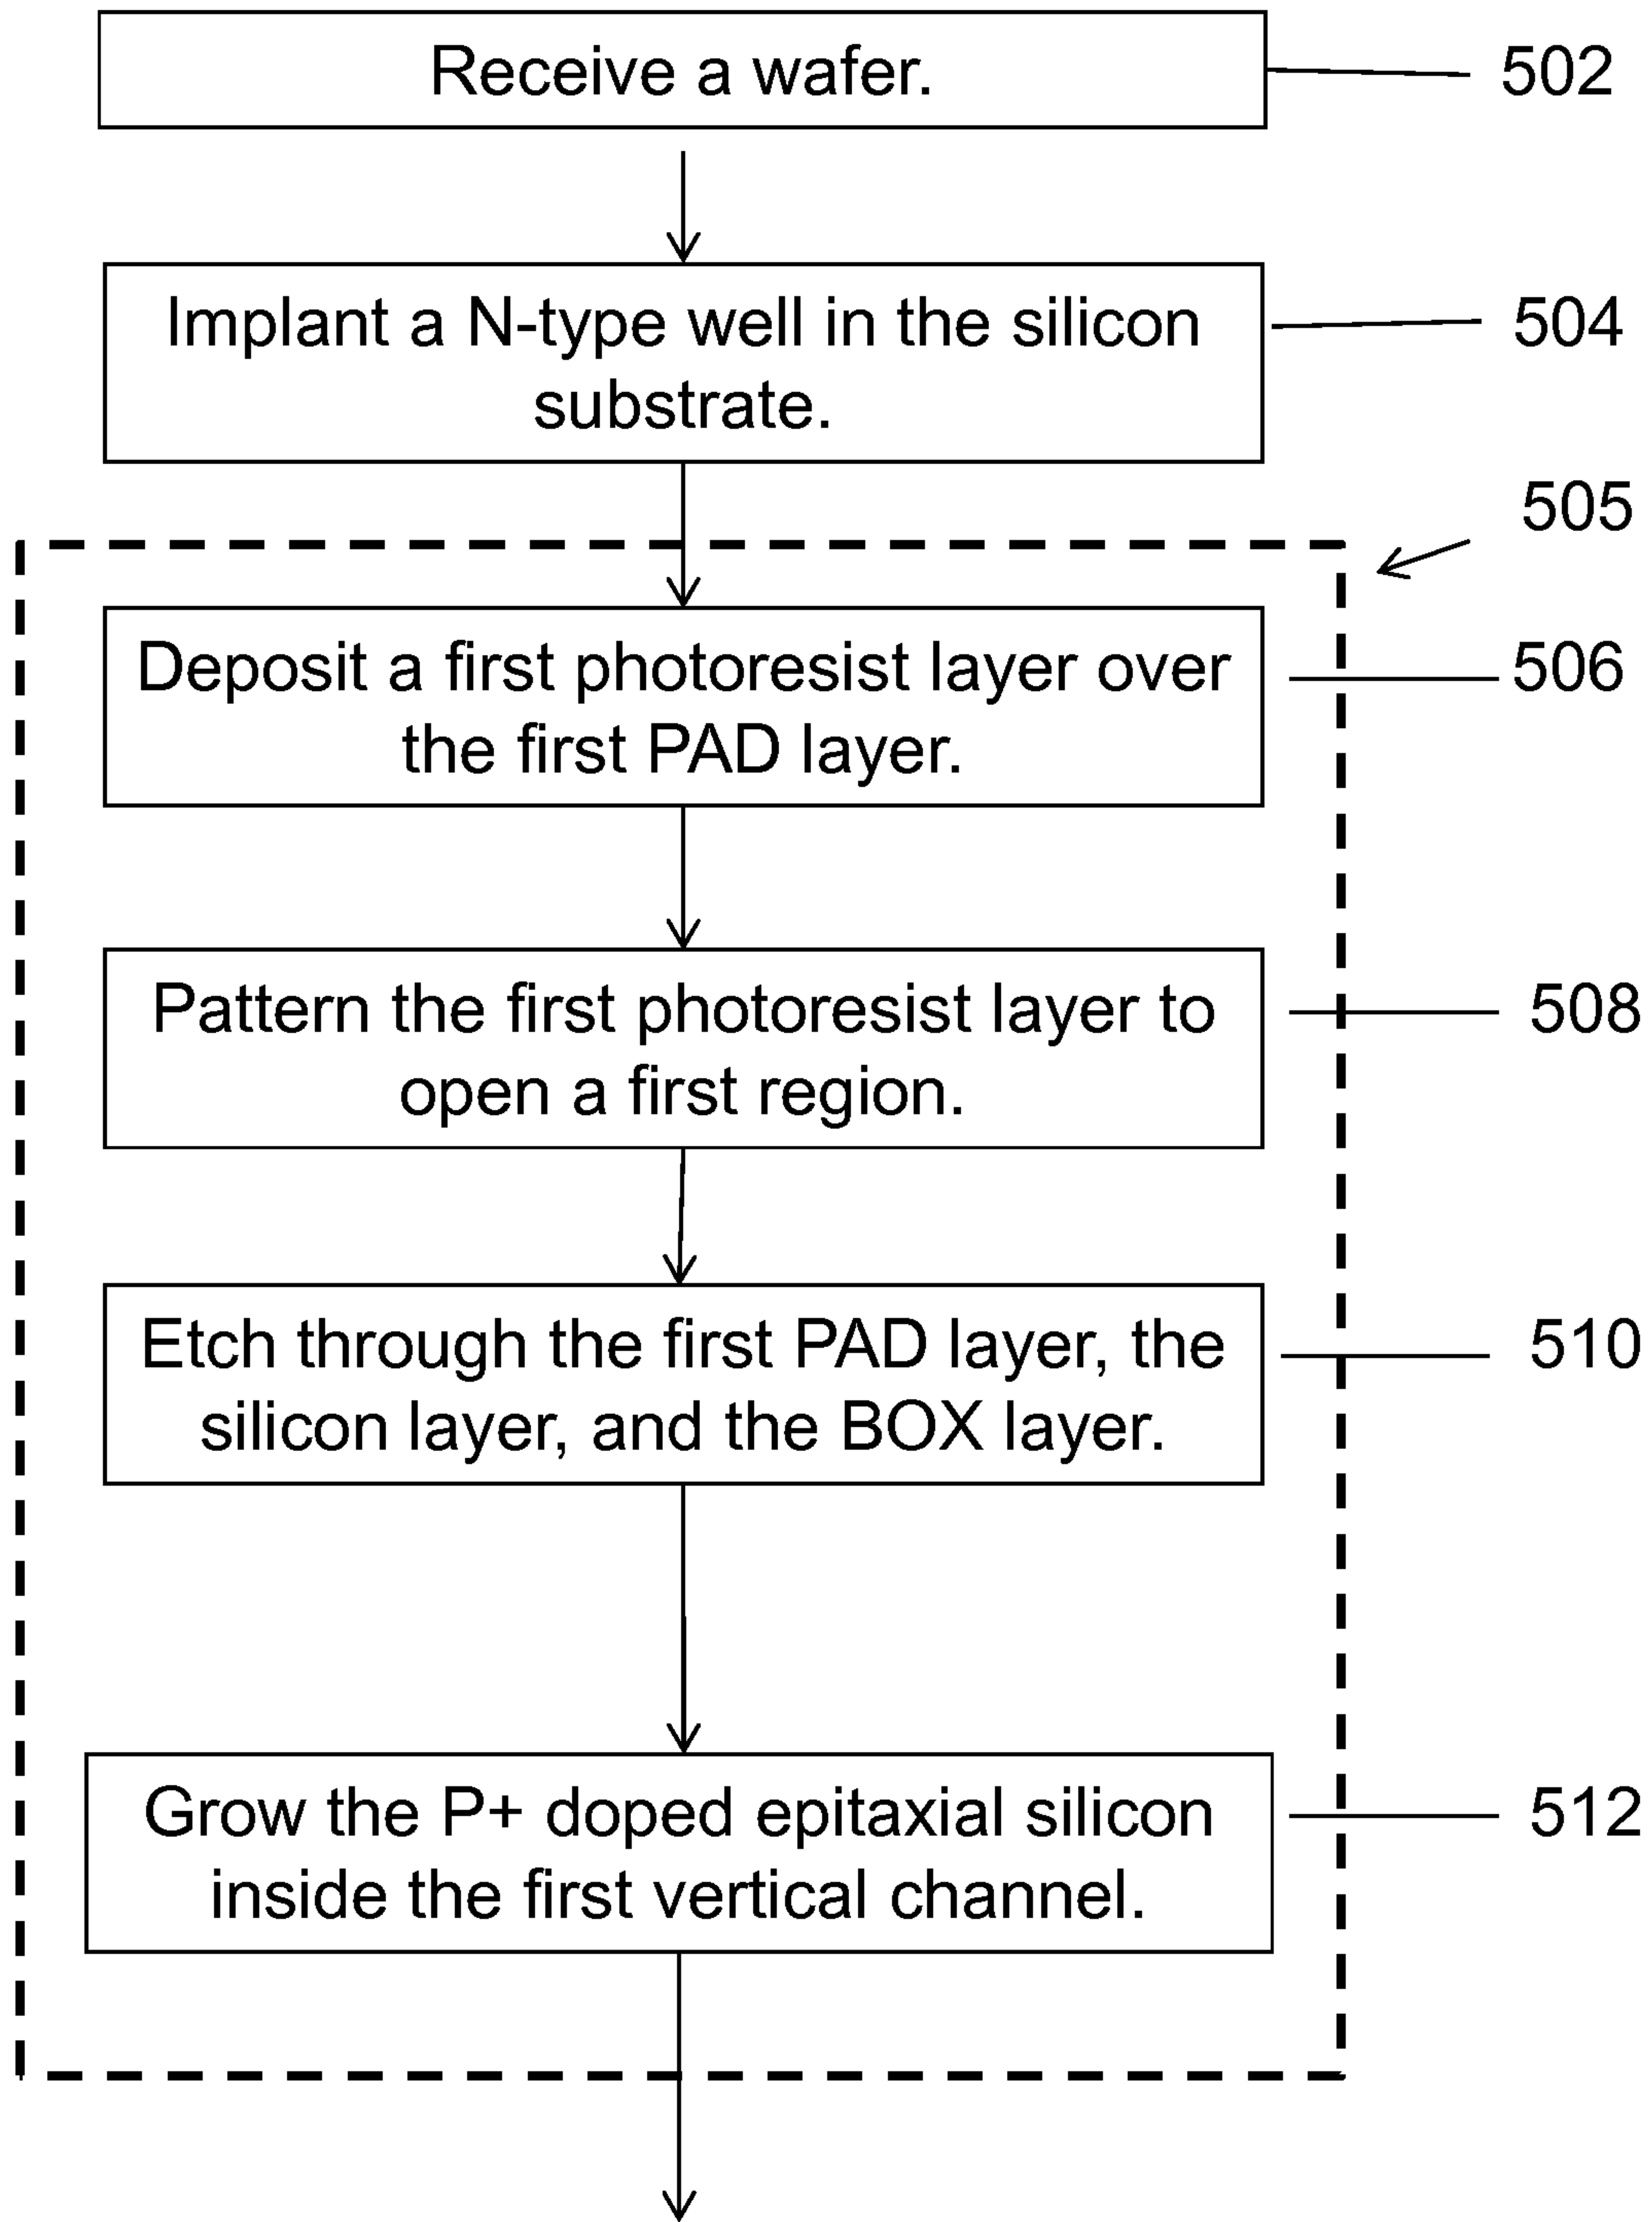 Receive a wafer.
502
Implant a N-type well in the silicon
substrate.
504
505
Deposit a first photoresist layer over
the first PAD layer.
506
Pattern the first photoresist layer to
open a first region.
508
Etch through the first PAD layer, the
silicon layer, and the BOX layer.
510
Grow the P+ doped epitaxial silicon
inside the first vertical channel.
512